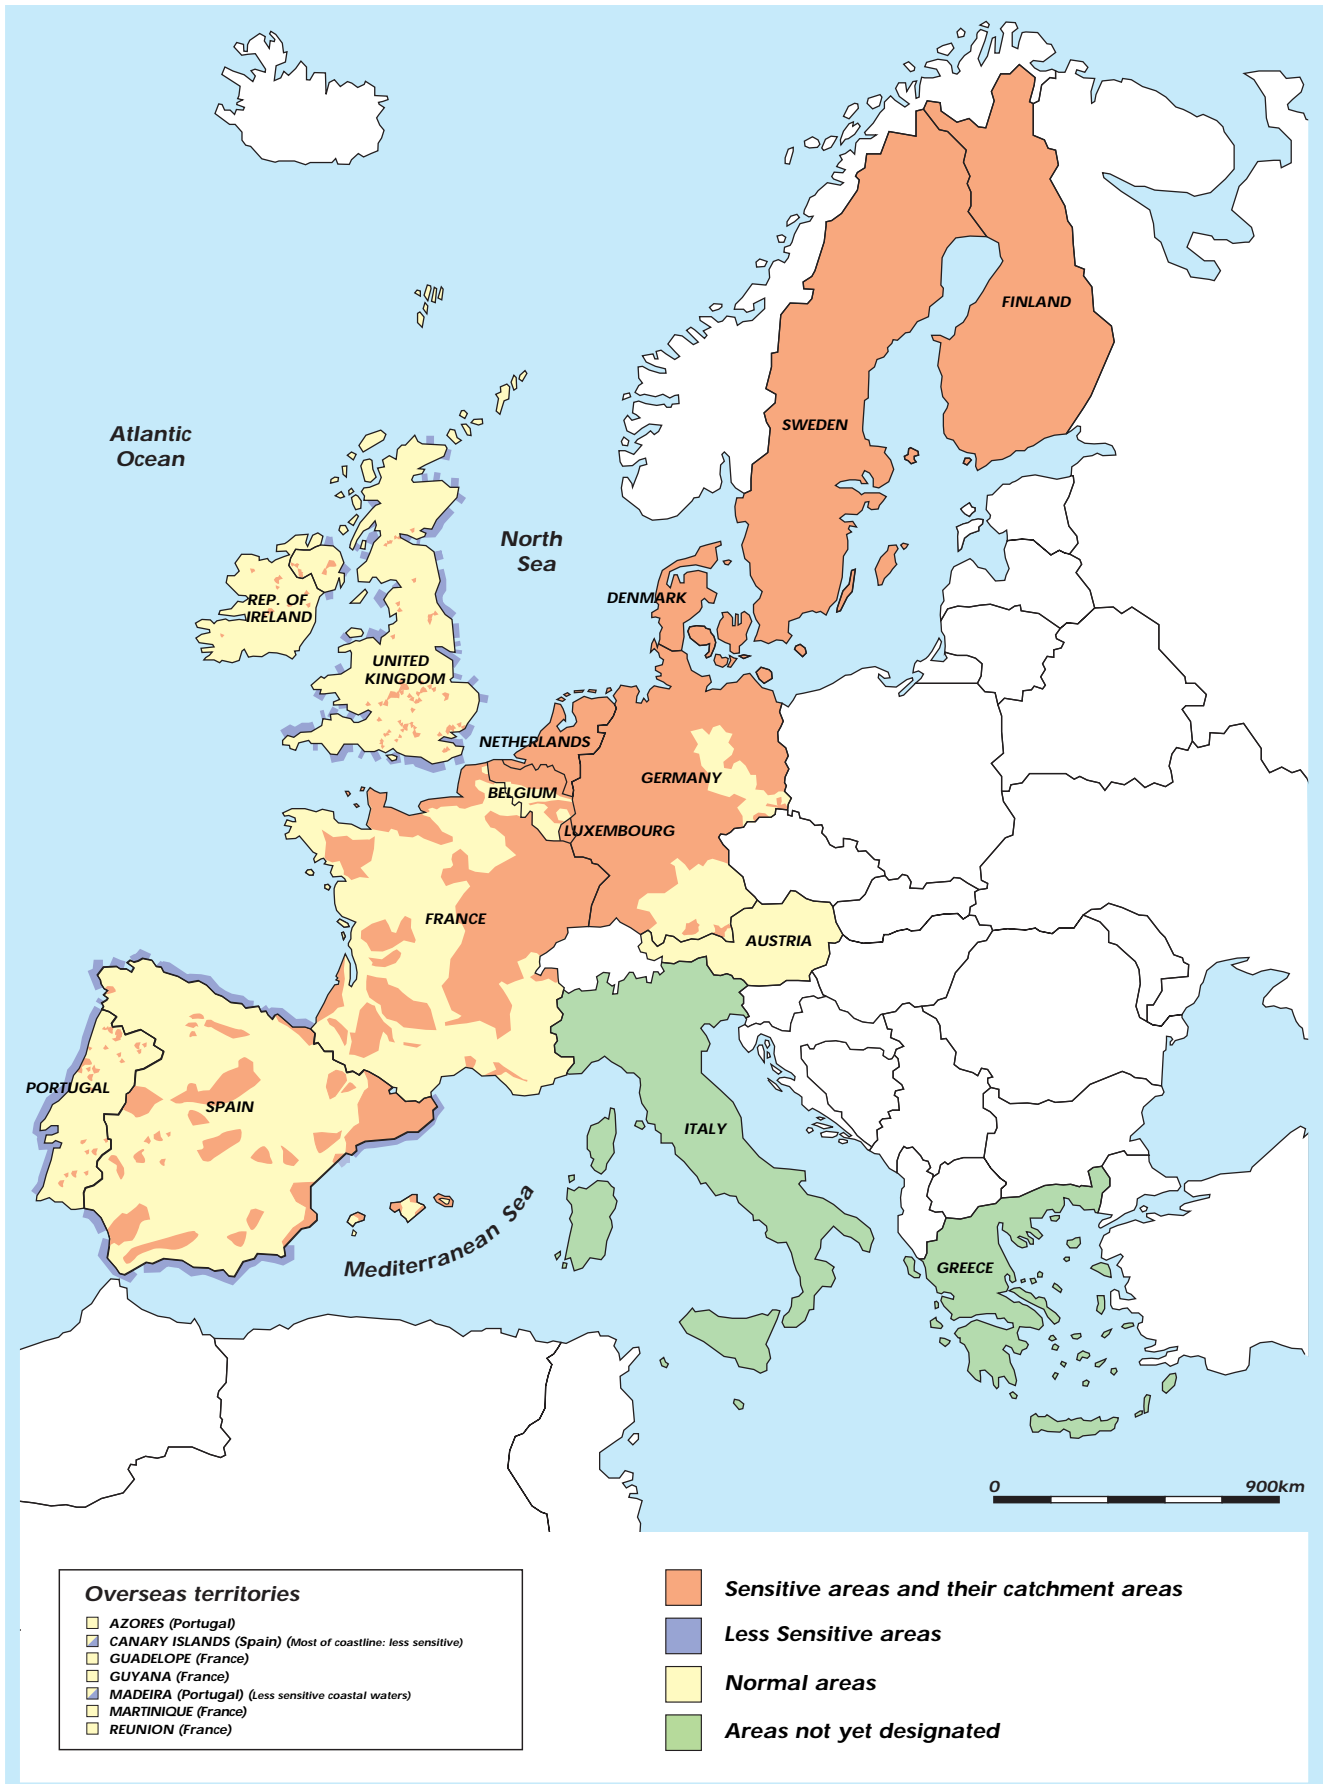 Atlantic
Ocean
North
Sea
FINLAND
SWEDEN
DENMARK
REP. OF
IRELAND
UNITED
KINGDOM
NETHERLANDS
GERMANY
BELGIUM
LUXEMBOURG
FRANCE
AUSTRIA
PORTUGAL
SPAIN
ITALY
Mediterranean Sea
GREECE
0 900km
Overseas territories
AZORES (Portugal)
CANARY ISLANDS (Spain) (Most of coastline: less sensitive)
GUADELOPE (France)
GUYANA (France)
MADEIRA (Portugal) (Less sensitive coastal waters)
MARTINIQUE (France)
REUNION (France)
Sensitive areas and their catchment areas
Less Sensitive areas
Normal areas
Areas not yet designated